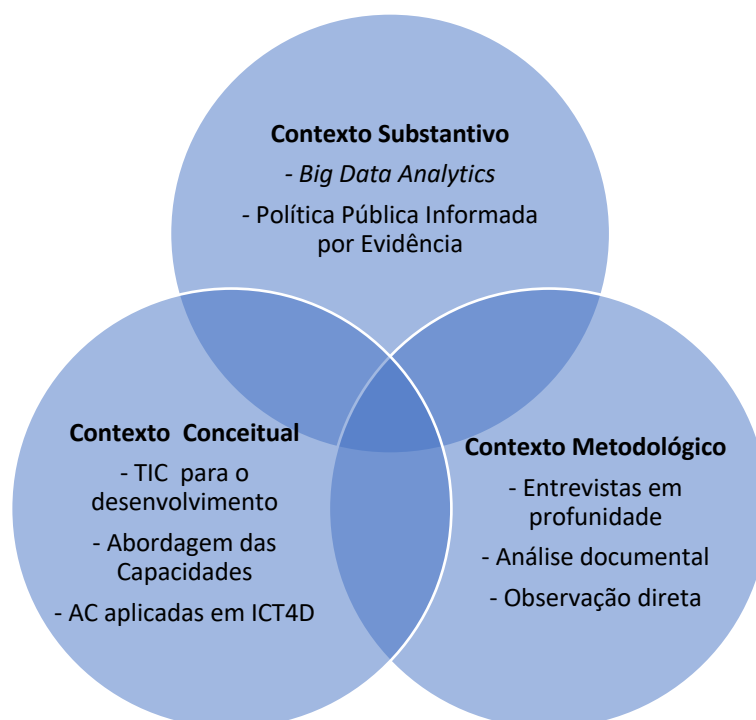 Contexto Substantivo
- Big Data Analytics
- Política Pública Informada
por Evidência
Contexto Conceitual
- TIC para o
desenvolvimento
- Abordagem das
Capacidades
- AC aplicadas em ICT4D
Contexto Metodológico
- Entrevistas em
profunidade
- Análise documental
- Observação direta